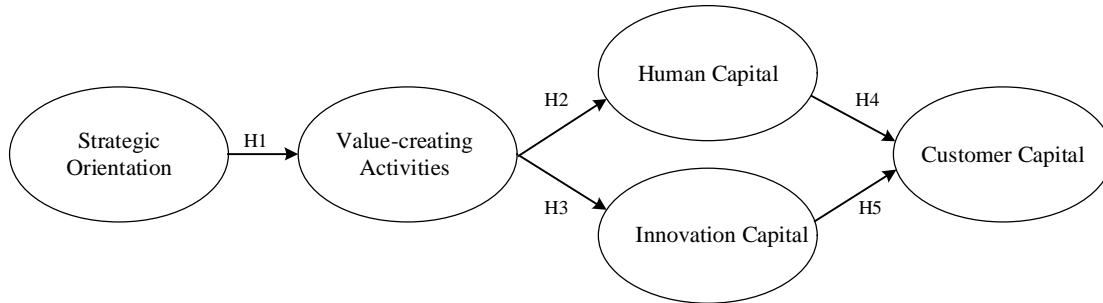 Strategic
Orientation
H1
Value-creating
Activities
H2
H3
Human Capital
Innovation Capital
H4
H5
Customer Capital